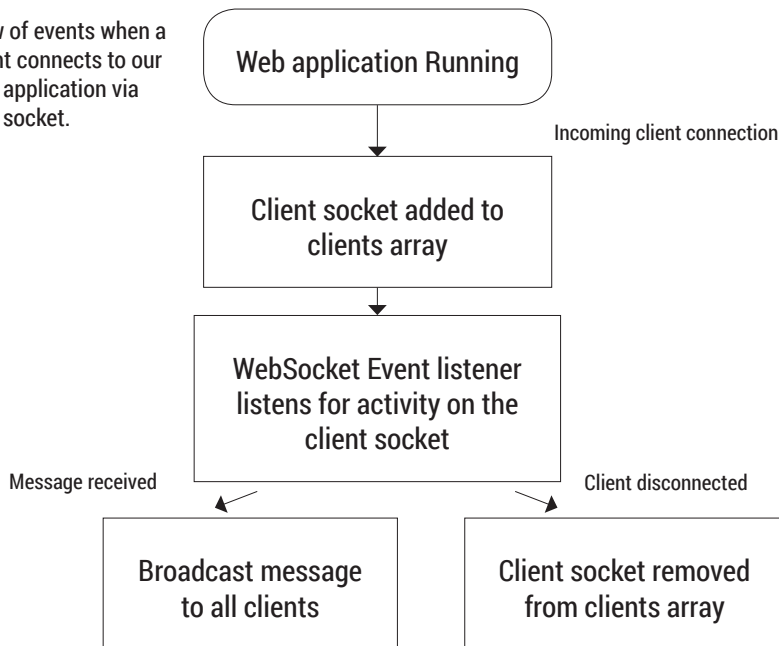 of events when a
connects to our
application via
socket.
Web application Running
Incoming client connection
Client socket added to
clients array
WebSocket Event listener
listens for activity on the
client socket
Message received
Client disconnected
Broadcast message
to all clients
Client socket removed
from clients array